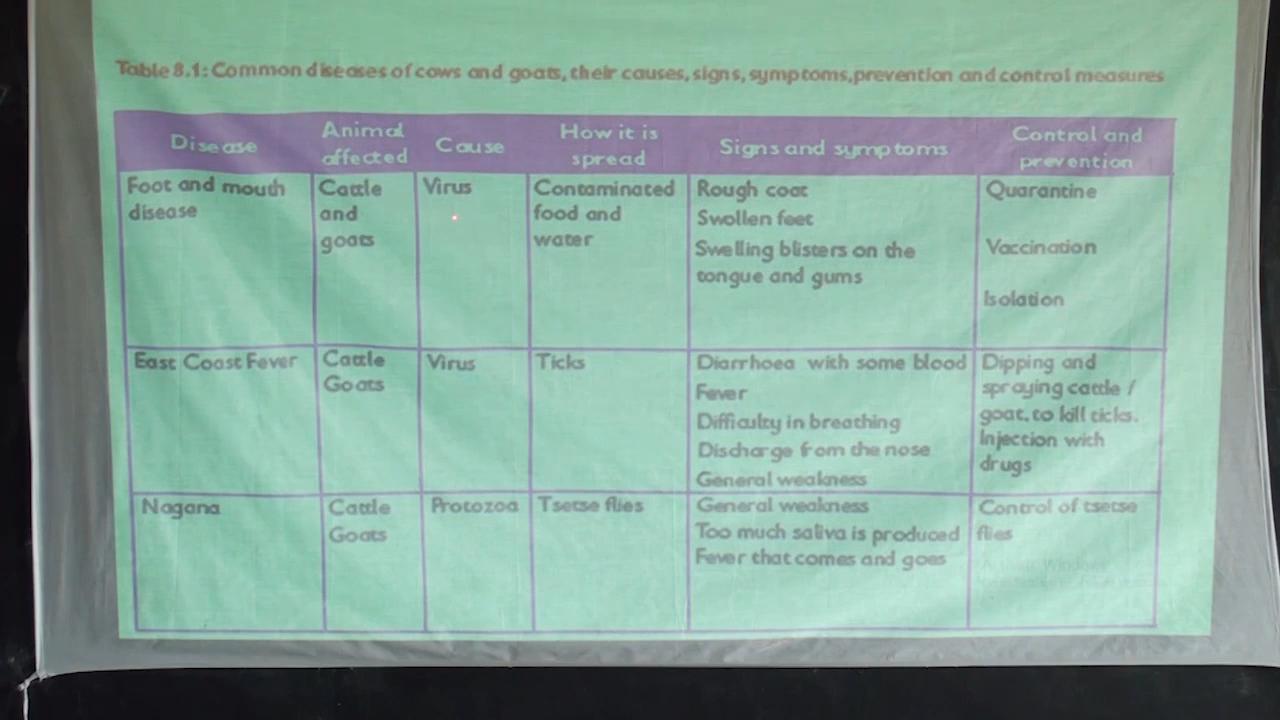 Table 8.1: Common diseases of cows and goats, their causes, signs, symptoms,prevention and control measures
Disease
Animal
affected
Cause
How it is
spread
Signs and symptoms
Control and
prevention
Foot and mouth
disease
Cattle
and
goats
Virus
Contaminated
food and
water
Rough coat
Swollen feet
Swelling blisters on the
tongue and gums
Quarantine
Vaccination
Isolation
East Coast Fever
Cattle
Goats
Virus
Ticks
Diarrhoea with some blood
Fever
Difficulty in breathing
Discharge from the nose
General weakness
Dipping and
spraying cattle /
goat, to kill ticks.
Injection with
drugs
Nagana
Cattle
Goats
Protozoa
Tsetse flies
General weakness
Too much saliva is produced
Fever that comes and goes
Control of tsetse
flies
Activate Windows